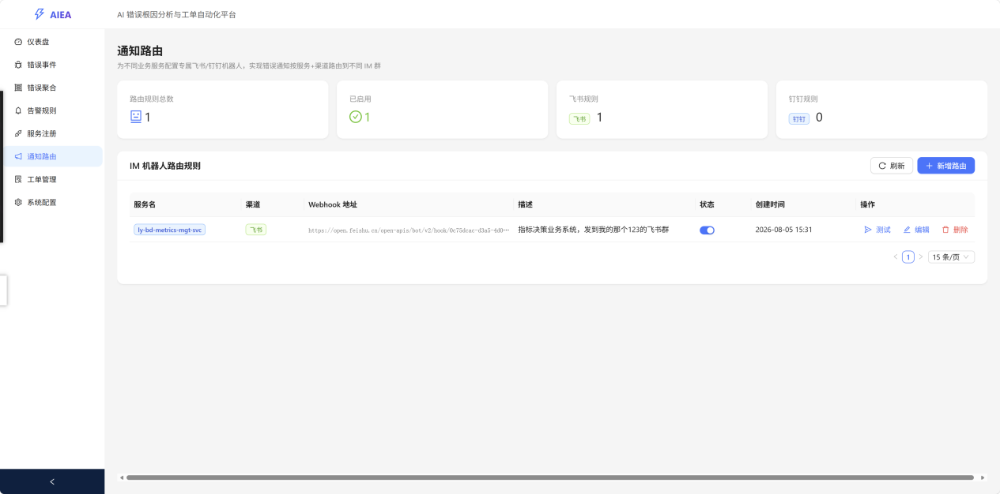 AIEA
AI 错误根因分析与工单自动化平台
仪表盘
错误事件
错误聚合
告警规则
服务注册
通知路由
工单管理
系统配置
通知路由
为不同业务服务配置专属飞书/钉钉机器人，实现错误通知按服务+渠道路由到不同 IM 群
路由规则总数
1
已启用
1
飞书规则
飞书 1
钉钉规则
钉钉 0
IM 机器人路由规则
刷新
新增路由
服务名 渠道 Webhook 地址 描述 状态 创建时间 操作
ly-bd-metrics-mgt-svc 飞书 https://open.feishu.cn/open-apis/bot/v2/hook/0c75dcac-d3a5-4d0··· 指标决策业务系统，发到我的那个123的飞书群 2026-08-05 15:31 测试 编辑 删除
1 15 条/页